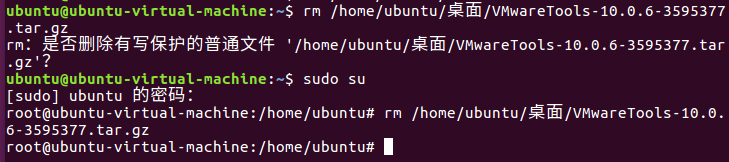 ubuntu@ubuntu-virtual-machine:~$ rm /home/ubuntu/桌面/VMwareTools-10.0.6-3595377
.tar.gz
rm: 是否删除有写保护的普通文件 '/home/ubuntu/桌面/VMwareTools-10.0.6-3595377.tar
.gz'?
ubuntu@ubuntu-virtual-machine:~$ sudo su
[sudo] ubuntu 的密码:
root@ubuntu-virtual-machine:/home/ubuntu# rm /home/ubuntu/桌面/VMwareTools-10.0.
6-3595377.tar.gz
root@ubuntu-virtual-machine:/home/ubuntu#